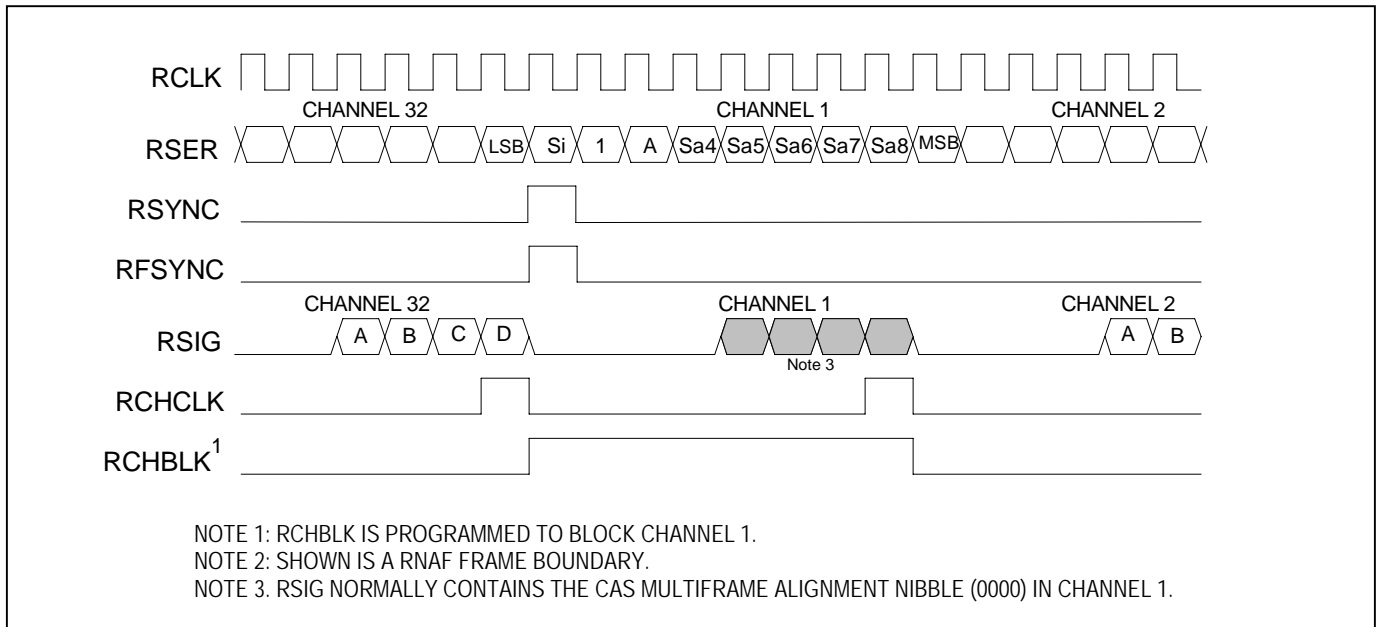 RCLK
CHANNEL 32 CHANNEL 1 CHANNEL 2
RSER LSB Si 1 A Sa4 Sa5 Sa6 Sa7 Sa8 MSB
RSYNC
RFSYNC
CHANNEL 32 CHANNEL 1 CHANNEL 2
RSIG A B C D A B
Note 3
RCHCLK
RCHBLK1
NOTE 1: RCHBLK IS PROGRAMMED TO BLOCK CHANNEL 1.
NOTE 2: SHOWN IS A RNAF FRAME BOUNDARY.
NOTE 3. RSIG NORMALLY CONTAINS THE CAS MULTIFRAME ALIGNMENT NIBBLE (0000) IN CHANNEL 1.